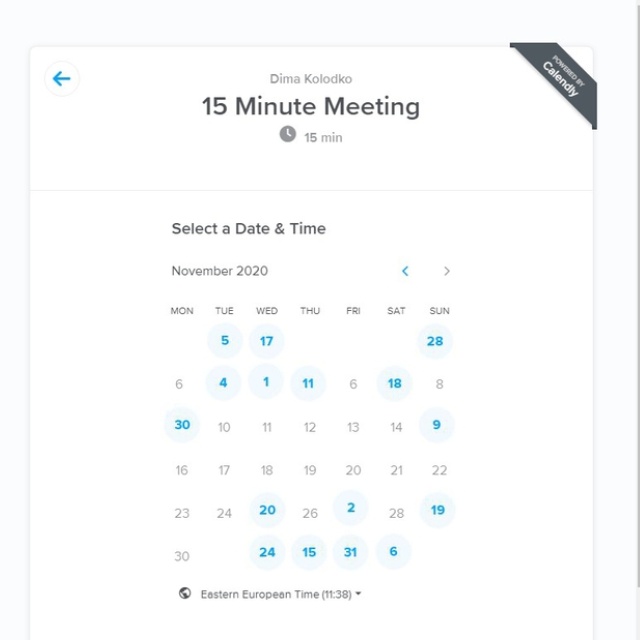 POWERED BY
Calendly
Dima Kolodko
15 Minute Meeting
15 min
Select a Date & Time
November 2020
MON TUE WED THU FRI SAT SUN
5 17 28
6 4 1 11 6 18 8
30 10 11 12 13 14 9
16 17 18 19 20 21 22
23 24 20 26 2 28 19
30 24 15 31 6
Eastern European Time (11:38)